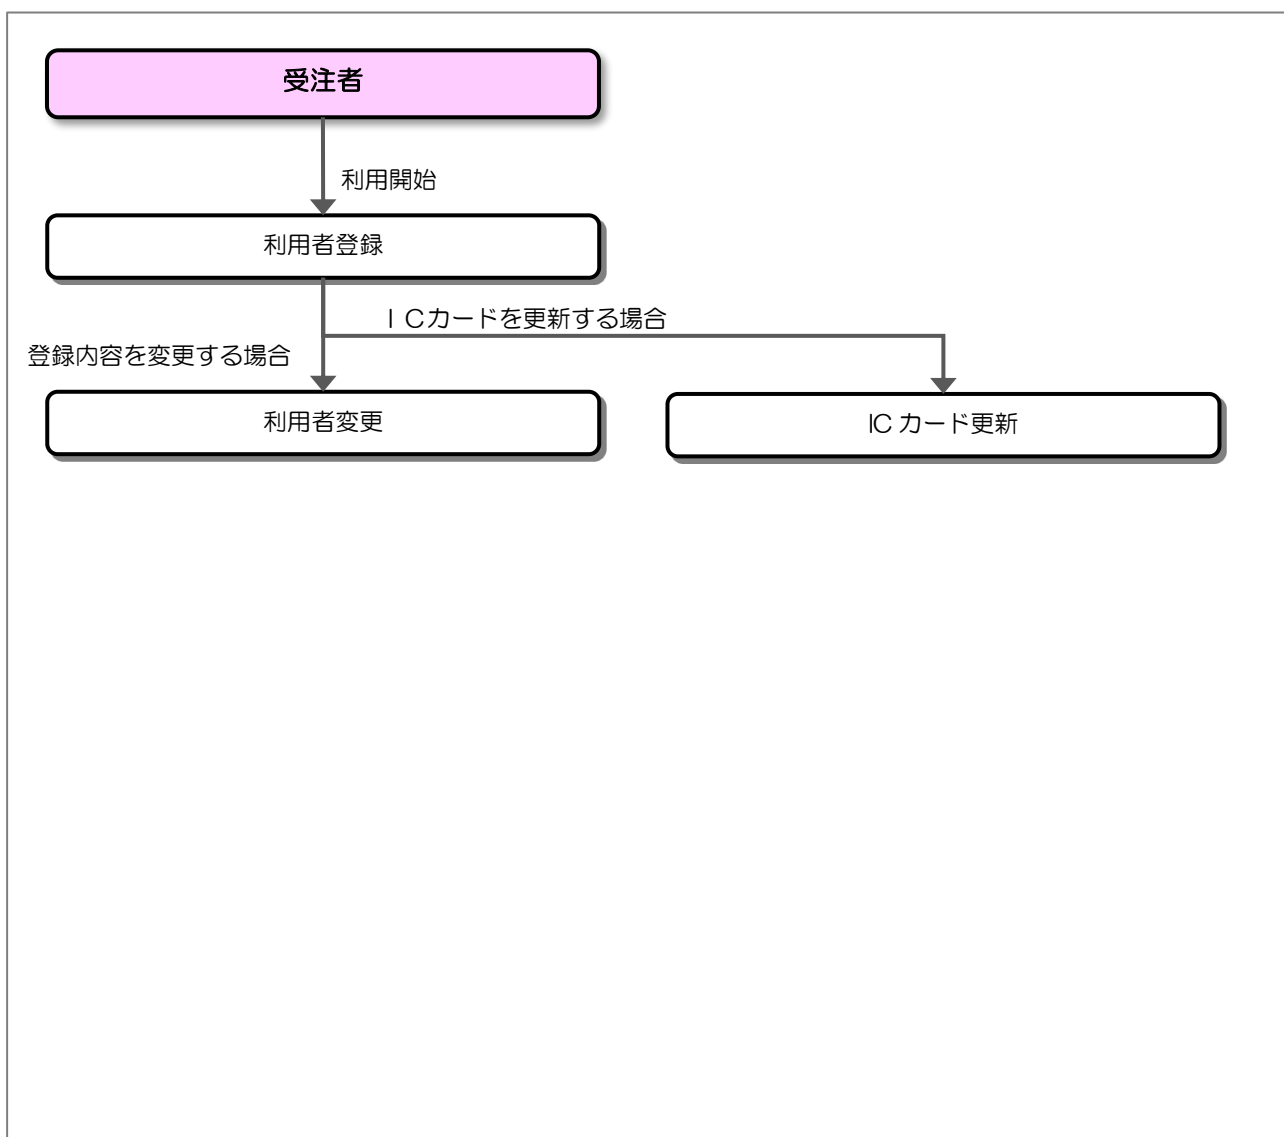 受注者
利用開始
利用者登録
ＩＣカードを更新する場合
登録内容を変更する場合
利用者変更
IC カード更新